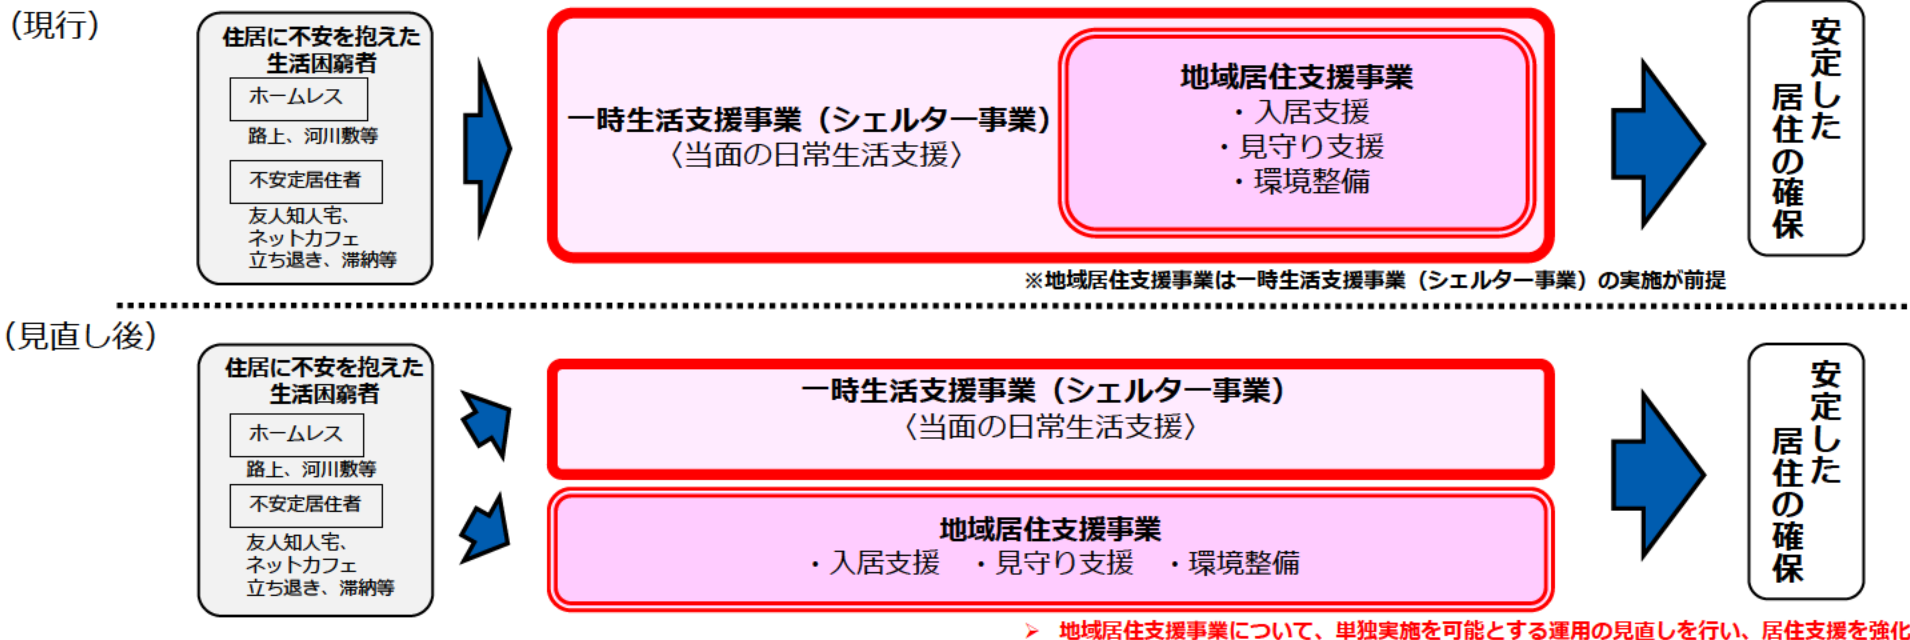 （現行）
住居に不安を抱えた
生活困窮者
ホームレス
路上、河川敷等
不安定居住者
友人知人宅、
ネットカフェ
立ち退き、滞納等
一時生活支援事業（シェルター事業）
〈当面の日常生活支援〉
地域居住支援事業
・入居支援
・見守り支援
・環境整備
安定した
居住の確保
※地域居住支援事業は一時生活支援事業（シェルター事業）の実施が前提
（見直し後）
住居に不安を抱えた
生活困窮者
ホームレス
路上、河川敷等
不安定居住者
友人知人宅、
ネットカフェ
立ち退き、滞納等
一時生活支援事業（シェルター事業）
〈当面の日常生活支援〉
地域居住支援事業
・入居支援　・見守り支援　・環境整備
安定した
居住の確保
➢ 地域居住支援事業について、単独実施を可能とする運用の見直しを行い、居住支援を強化